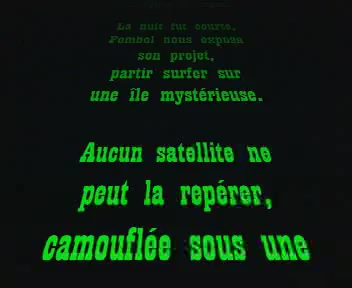 La nuit fut courte.
Pembol nous exposa
son projet,
partir surfer sur
une île mystérieuse.
Aucun satellite ne
peut la repérer,
camouflée sous une